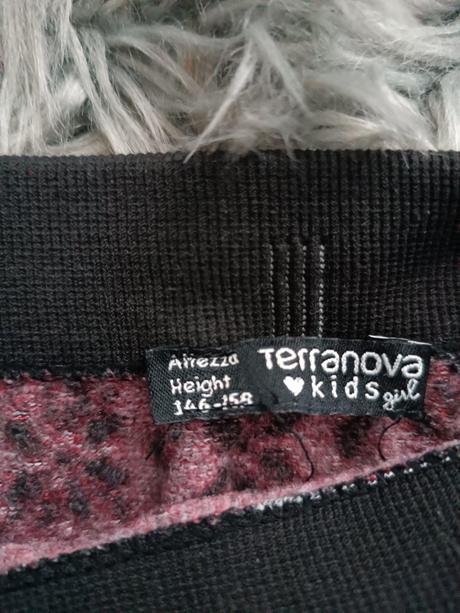 Altezza
Height
146-158
Terranova
kids
girl